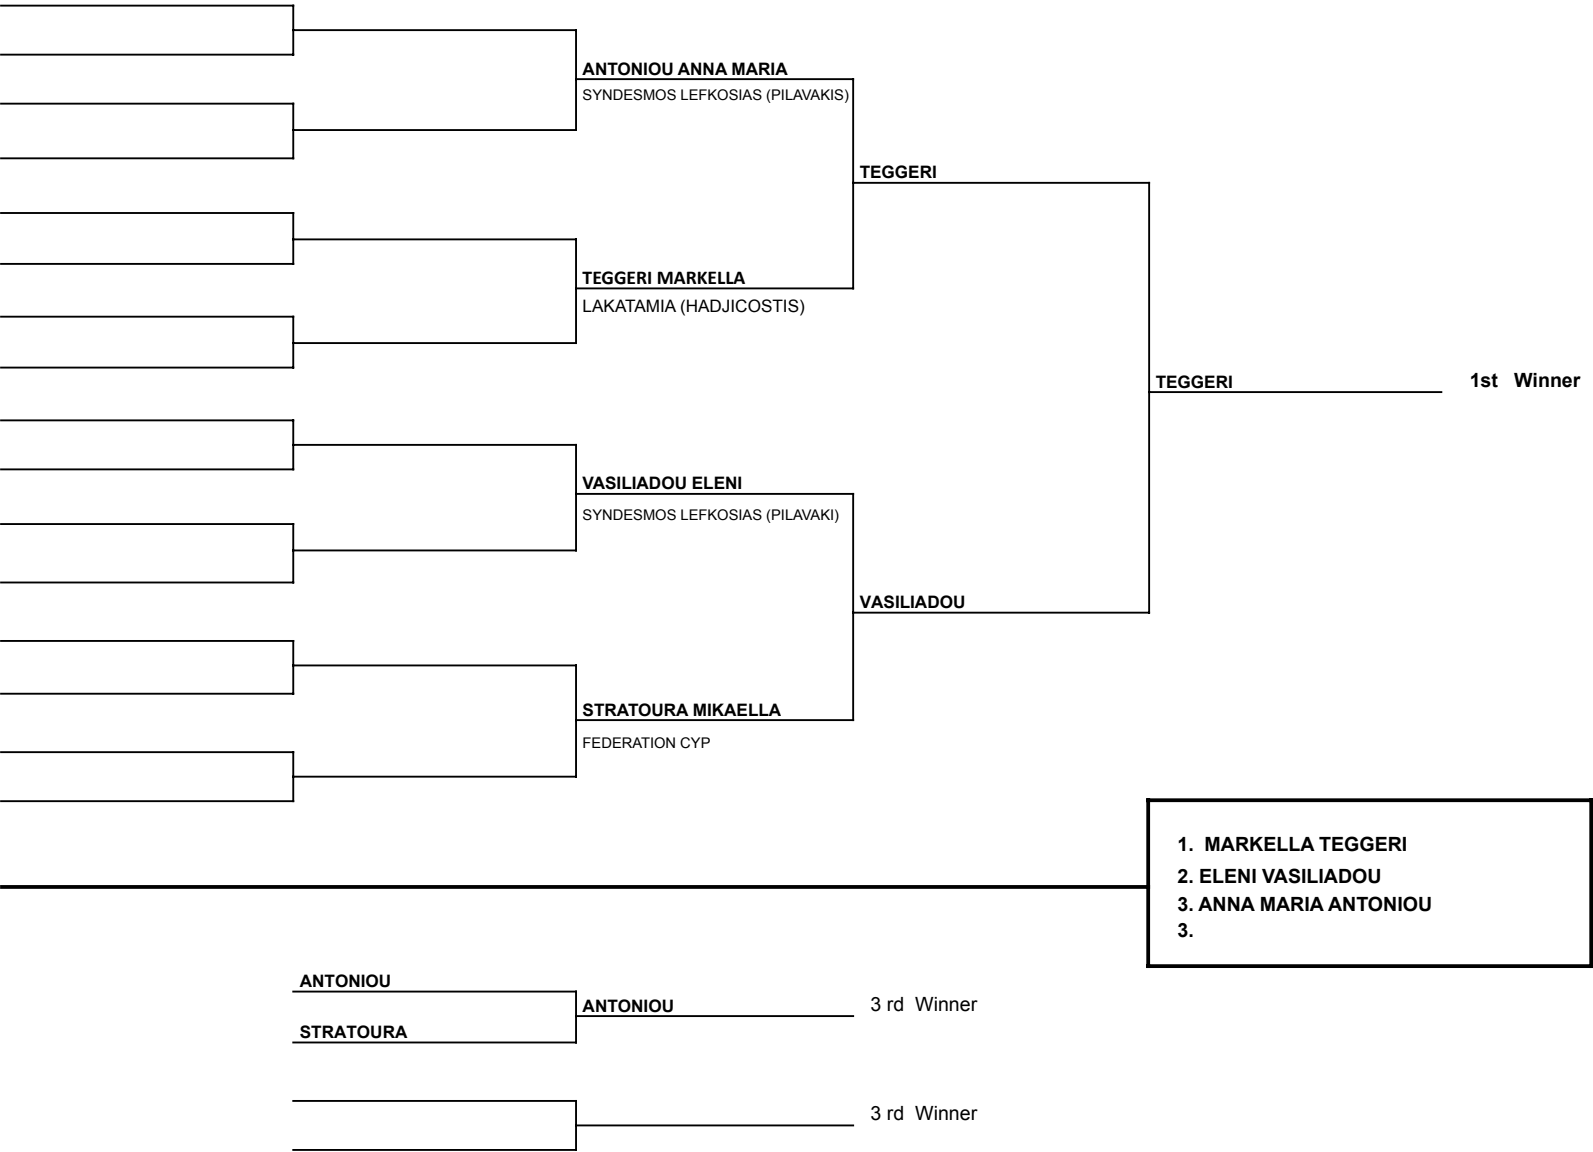 ANTONIOU ANNA MARIA
SYNDESMOS LEFKOSIAS (PILAVAKIS)
TEGGERI
TEGGERI MARKELLA
LAKATAMIA (HADJICOSTIS)
TEGGERI
1st Winner
VASILIADOU ELENI
SYNDESMOS LEFKOSIAS (PILAVAKI)
VASILIADOU
STRATOURA MIKAELLA
FEDERATION CYP
1. MARKELLA TEGGERI
2. ELENI VASILIADOU
3. ANNA MARIA ANTONIOU
3.
ANTONIOU
ANTONIOU
3 rd Winner
STRATOURA
3 rd Winner